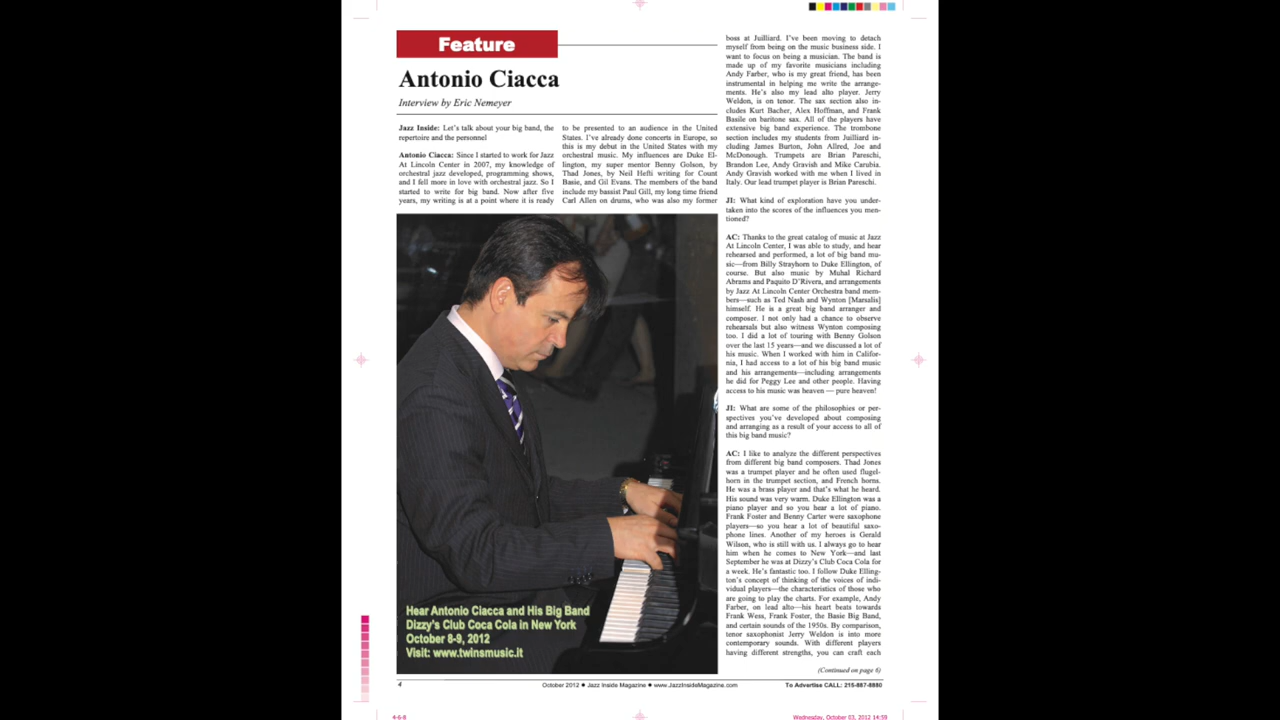 Feature
Antonio Ciacca
Interview by Eric Nemeyer
Jazz Inside: Let's talk about your big band, the
repertoire and the personnel
Antonio Ciacca: Since I started to work for Jazz
At Lincoln Center in 2007, my knowledge of
orchestral jazz developed, programming shows,
and I fell more in love with orchestral jazz. So I
started to write for big band. Now after five
years, my writing is at a point where it is ready
to be presented to an audience in the United
States. I've already done concerts in Europe, so
this is my debut in the United States with my
orchestral music. My influences are Duke El-
lington, my super mentor Benny Golson, by
Thad Jones, by Neil Hefti writing for Count
Basie, and Gil Evans. The members of the band
include my bassist Paul Gill, my long time friend
Carl Allen on drums, who was also my former
boss at Juilliard. I've been moving to detach
myself from being on the music business side. I
want to focus on being a musician. The band is
made up of my favorite musicians including
Andy Farber, who is my great friend, has been
instrumental in helping me write the arrange-
ments. He's also my lead alto player. Jerry
Weldon, is on tenor. The sax section also in-
cludes Kurt Bacher, Alex Hoffman, and Frank
Basile on baritone sax. All of the players have
extensive big band experience. The trombone
section includes my students from Juilliard in-
cluding James Burton, John Allred, Joe and
McDonough. Trumpets are Brian Pareschi,
Brandon Lee, Andy Gravish and Mike Carubia.
Andy Gravish worked with me when I lived in
Italy. Our lead trumpet player is Brian Pareschi.
JI: What kind of exploration have you under-
taken into the scores of the influences you men-
tioned?
AC: Thanks to the great catalog of music at Jazz
At Lincoln Center, I was able to study, and hear
rehearsed and performed, a lot of big band mu-
sic—from Billy Strayhorn to Duke Ellington, of
course. But also music by Muhal Richard
Abrams and Paquito D'Rivera, and arrangements
by Jazz At Lincoln Center Orchestra band mem-
bers—such as Ted Nash and Wynton [Marsalis]
himself. He is a great big band arranger and
composer. I not only had a chance to observe
rehearsals but also witness Wynton composing
too. I did a lot of touring with Benny Golson
over the last 15 years—and we discussed a lot of
his music. When I worked with him in Califor-
nia, I had access to a lot of his big band music
and his arrangements—including arrangements
he did for Peggy Lee and other people. Having
access to his music was heaven — pure heaven!
JI: What are some of the philosophies or per-
spectives you've developed about composing
and arranging as a result of your access to all of
this big band music?
AC: I like to analyze the different perspectives
from different big band composers. Thad Jones
was a trumpet player and he often used flugel-
horn in the trumpet section, and French horns.
He was a brass player and that's what he heard.
His sound was very warm. Duke Ellington was a
piano player and so you hear a lot of piano.
Frank Foster and Benny Carter were saxophone
players—so you hear a lot of beautiful saxo-
phone lines. Another of my heroes is Gerald
Wilson, who is still with us. I always go to hear
him when he comes to New York—and last
September he was at Dizzy's Club Coca Cola for
a week. He's fantastic too. I follow Duke Elling-
ton's concept of thinking of the voices of indi-
vidual players—the characteristics of those who
are going to play the charts. For example, Andy
Farber, on lead alto—his heart beats towards
Frank Wess, Frank Foster, the Basie Big Band,
and certain sounds of the 1950s. By comparison,
tenor saxophonist Jerry Weldon is into more
contemporary sounds. With different players
having different strengths, you can craft each
(Continued on page 6)
Hear Antonio Ciacca and His Big Band
Dizzy's Club Coca Cola in New York
October 8-9, 2012
Visit: www.twinsmusic.it
4 October 2012 • Jazz Inside Magazine • www.JazzInsideMagazine.com To Advertise CALL: 215-887-8880
4-5-8 Wednesday, October 03, 2012 14:59